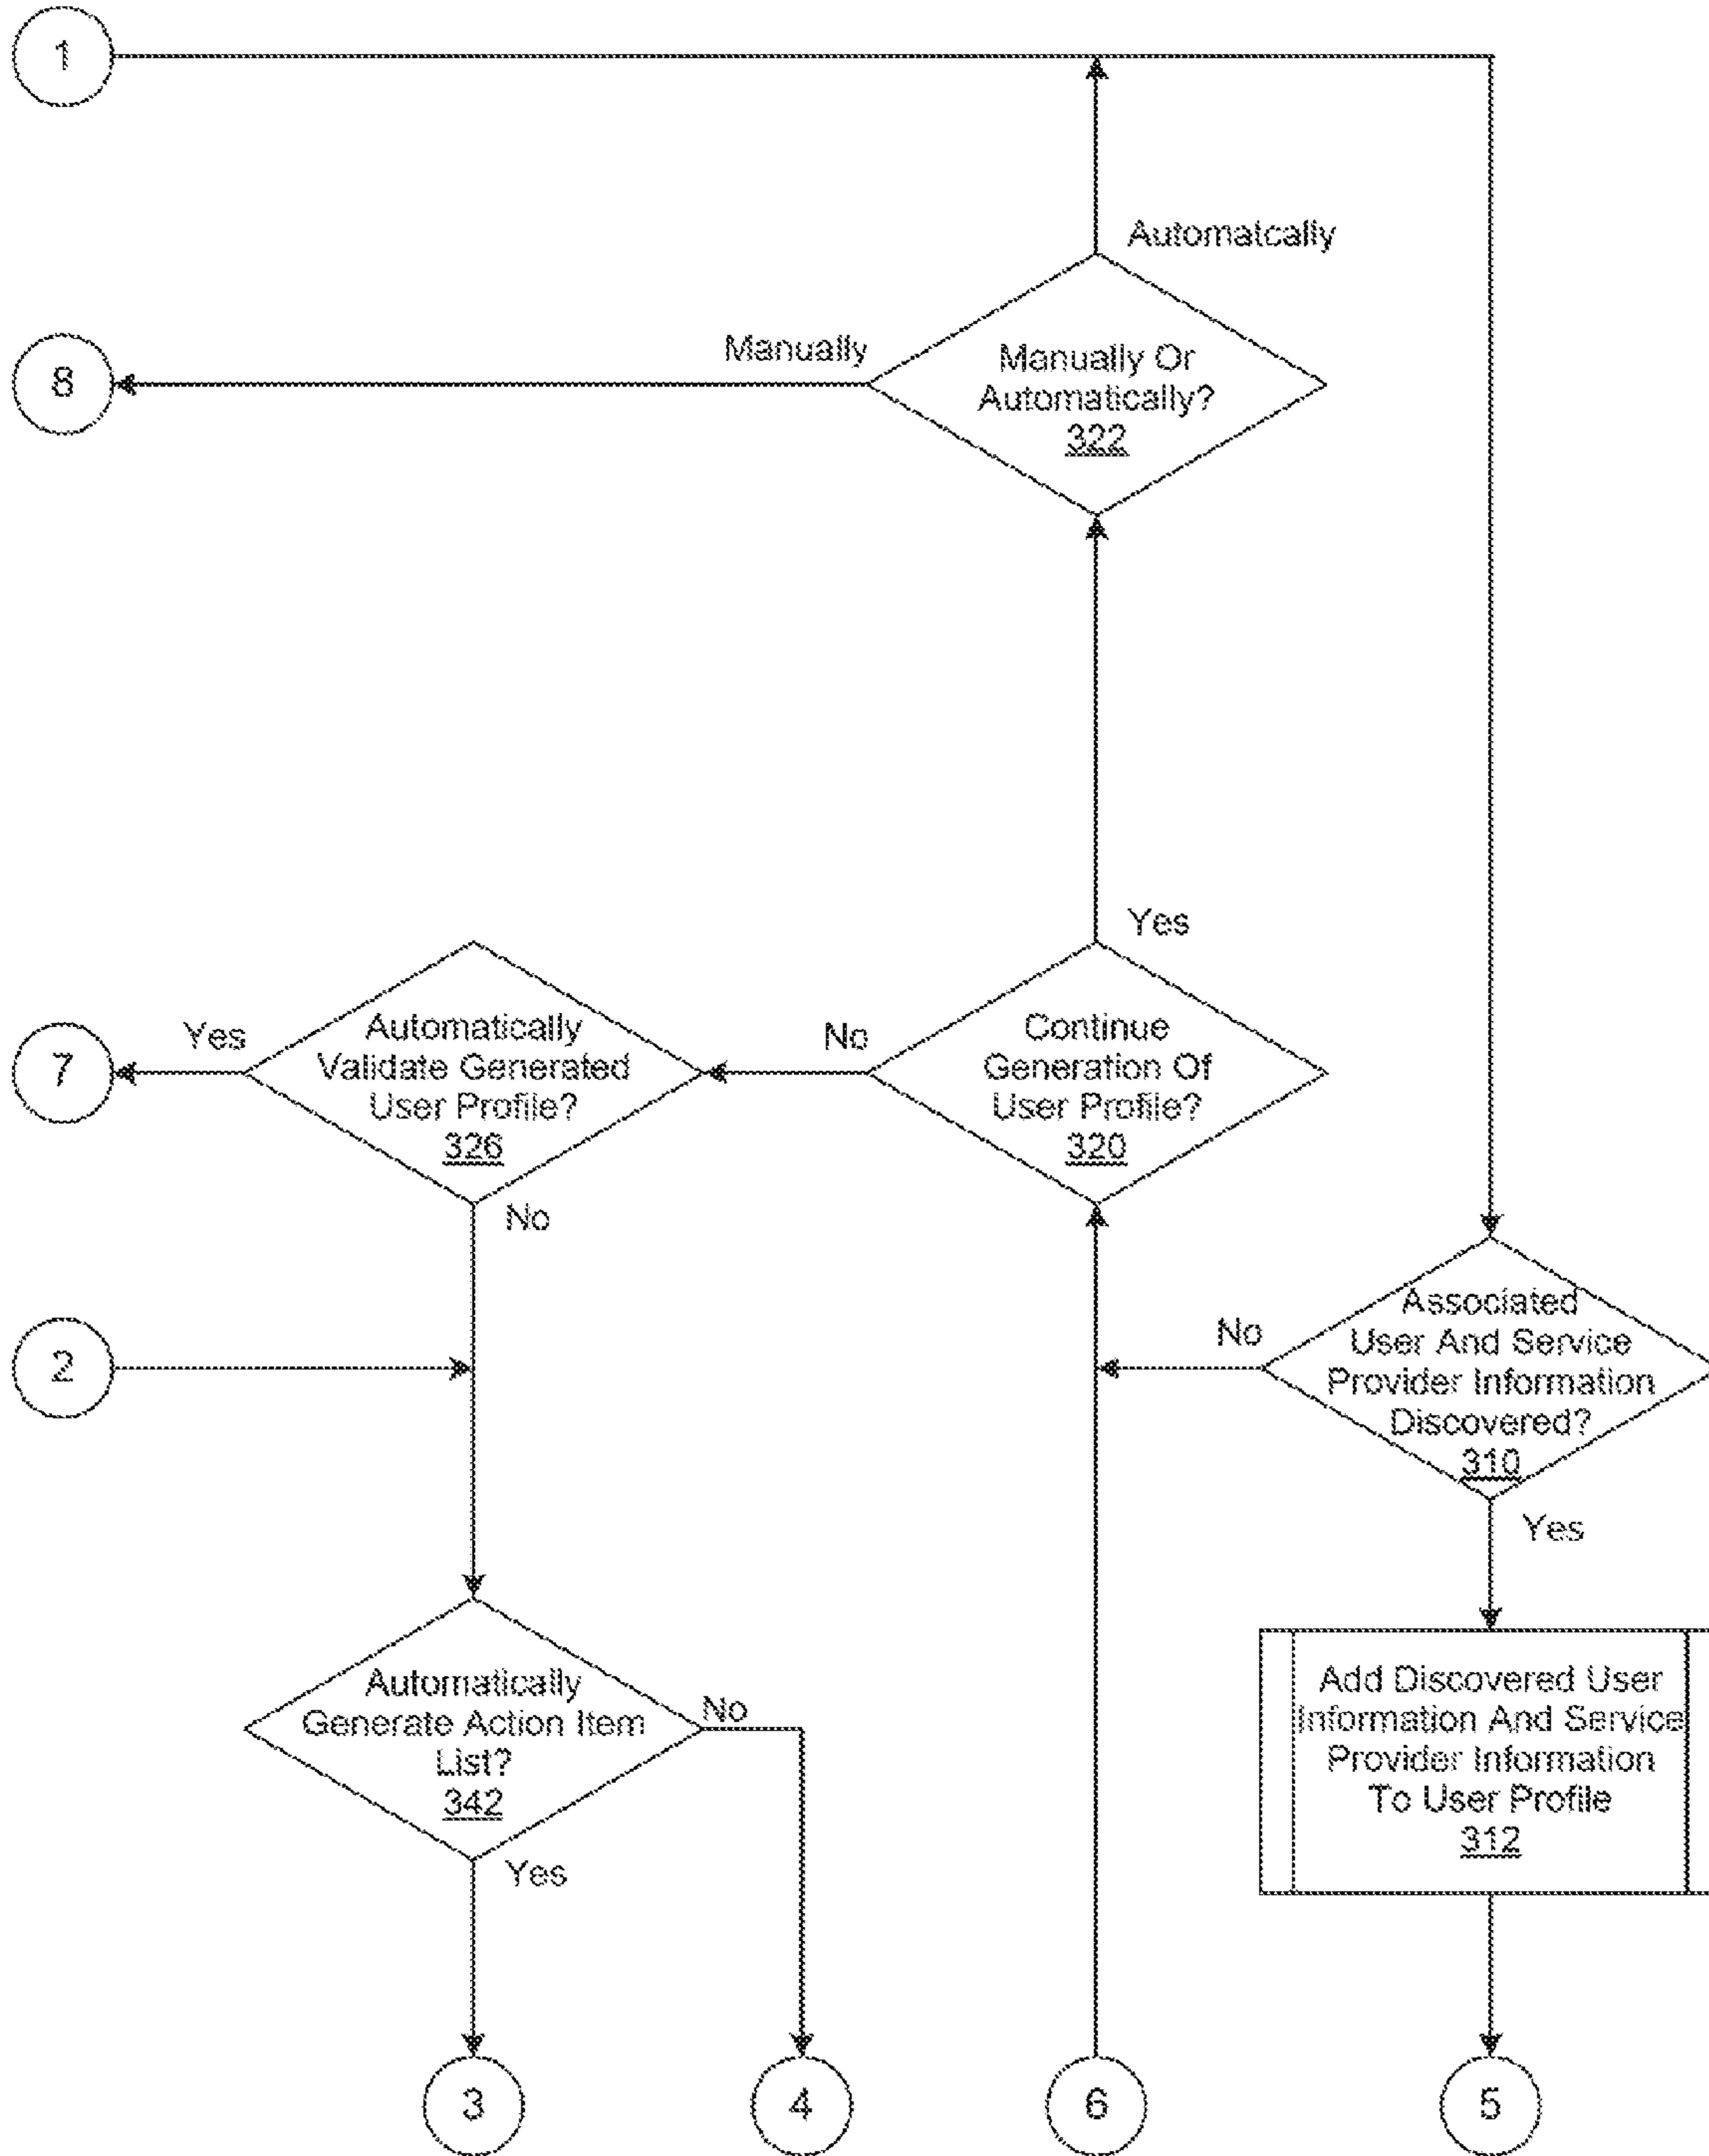 1
Automatcally
Manually
8
Manually Or
Automatically?
322
Yes
Yes
7
Automatically
Validate Generated
User Profile?
326
No
Continue
Generation Of
User Profile?
320
No
2
No
Associated
User And Service
Provider Information
Discovered?
310
Yes
Automatically
Generate Action Item
List?
342
No
Yes
Add Discovered User
Information And Service
Provider Information
To User Profile
312
3
4
6
5